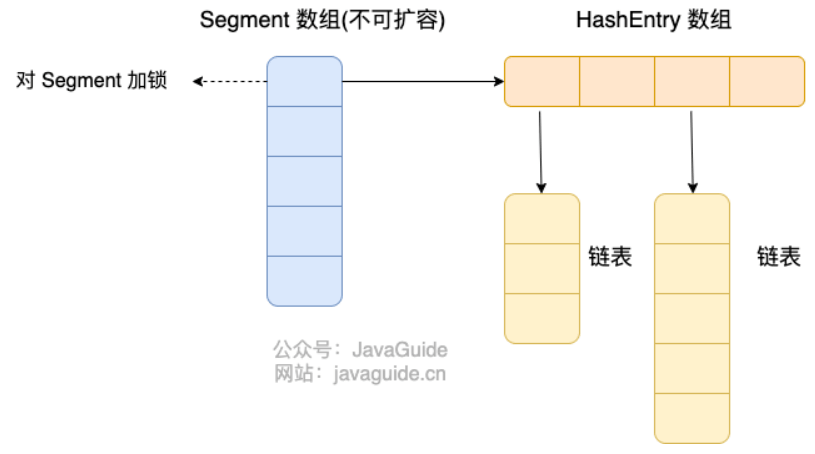 Segment 数组(不可扩容)
HashEntry 数组
对 Segment 加锁
链表
链表
公众号：JavaGuide
网站：javaguide.cn